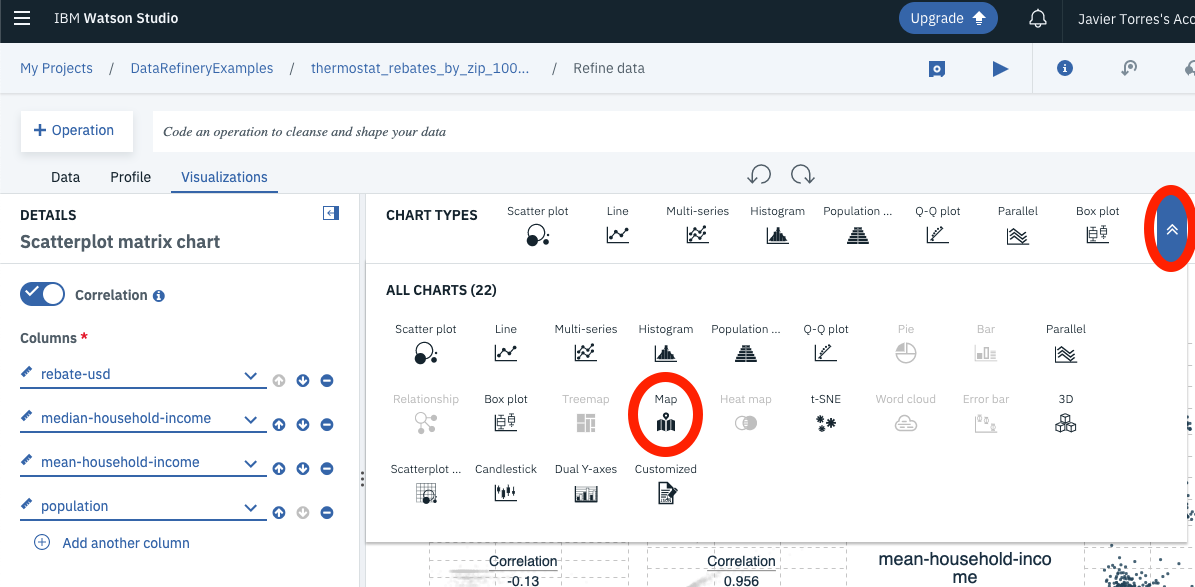 IBM Watson Studio
Upgrade
Javier Torres's Acc
My Projects / DataRefineryExamples / thermostat_rebates_by_zip_100... / Refine data
+ Operation
Code an operation to cleanse and shape your data
Data Profile Visualizations
DETAILS
Scatterplot matrix chart
Correlation
Columns *
rebate-usd
median-household-income
mean-household-income
population
Add another column
CHART TYPES
Scatter plot Line Multi-series Histogram Population ... Q-Q plot Parallel Box plot
ALL CHARTS (22)
Scatter plot Line Multi-series Histogram Population ... Q-Q plot Pie Bar Parallel
Relationship Box plot Treemap Map Heat map t-SNE Word cloud Error bar 3D
Scatterplot ... Candlestick Dual Y-axes Customized
Correlation
-0.13
Correlation
0.956
mean-household-inco
me